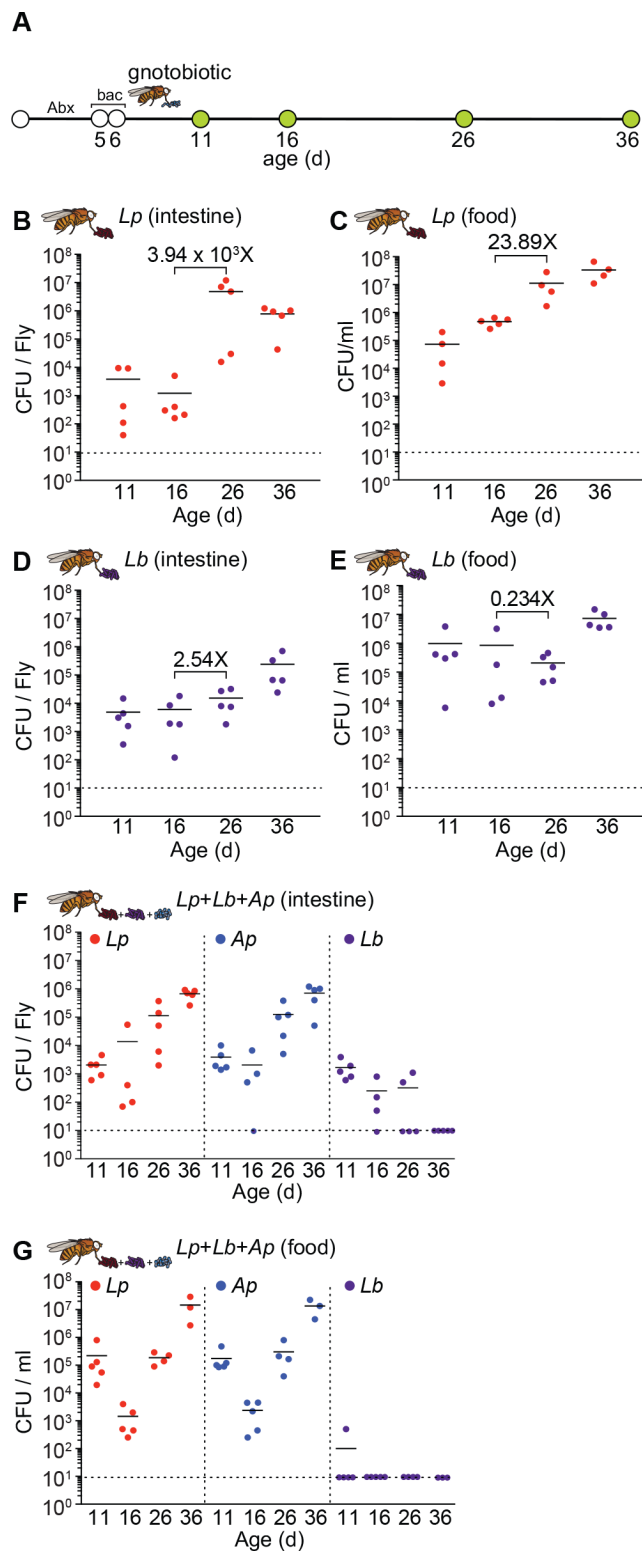 A
gnotobiotic
Abx
bac
5 6 11 16 26 36
age (d)
B Lp (intestine)
3.94 x 10³X
10⁸
10⁷
10⁶
10⁵
10⁴
10³
10²
10¹
10⁰
CFU / Fly
11 16 26 36
Age (d)
C Lp (food)
23.89X
10⁸
10⁷
10⁶
10⁵
10⁴
10³
10²
10¹
10⁰
CFU/ml
11 16 26 36
Age (d)
D Lb (intestine)
2.54X
10⁸
10⁷
10⁶
10⁵
10⁴
10³
10²
10¹
10⁰
CFU / Fly
11 16 26 36
Age (d)
E Lb (food)
0.234X
10⁸
10⁷
10⁶
10⁵
10⁴
10³
10²
10¹
10⁰
CFU / ml
11 16 26 36
Age (d)
F Lp+Lb+Ap (intestine)
Lp Ap Lb
10⁸
10⁷
10⁶
10⁵
10⁴
10³
10²
10¹
10⁰
CFU / Fly
11 16 26 36 11 16 26 36 11 16 26 36
Age (d)
G Lp+Lb+Ap (food)
Lp Ap Lb
10⁸
10⁷
10⁶
10⁵
10⁴
10³
10²
10¹
10⁰
CFU / ml
11 16 26 36 11 16 26 36 11 16 26 36
Age (d)